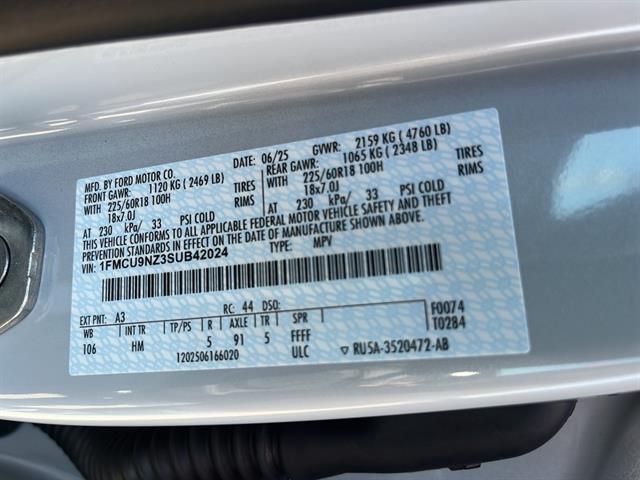 MFD. BY FORD MOTOR CO. DATE: 06/25 GVWR: 2159 KG ( 4760 LB)
FRONT GAWR: 1120 KG ( 2469 LB) REAR GAWR: 1065 KG ( 2348 LB)
WITH 225/60R18 100H TIRES WITH 225/60R18 100H TIRES
18x7.0J RIMS 18x7.0J RIMS
AT 230 kPa/ 33 PSI COLD AT 230 kPa/ 33 PSI COLD
THIS VEHICLE CONFORMS TO ALL APPLICABLE FEDERAL MOTOR VEHICLE SAFETY AND THEFT
PREVENTION STANDARDS IN EFFECT ON THE DATE OF MANUFACTURE SHOWN ABOVE.
1FMCU9NZ3SUB42024 TYPE: MPV
EXT PNT: A3 RC: 44 DSO: F0074
WB INT TR TP/PS R AXLE TR SPR T0284
106 HM 5 91 5 FFFF
120250616602​0 ULC RU5A-3520472-AB